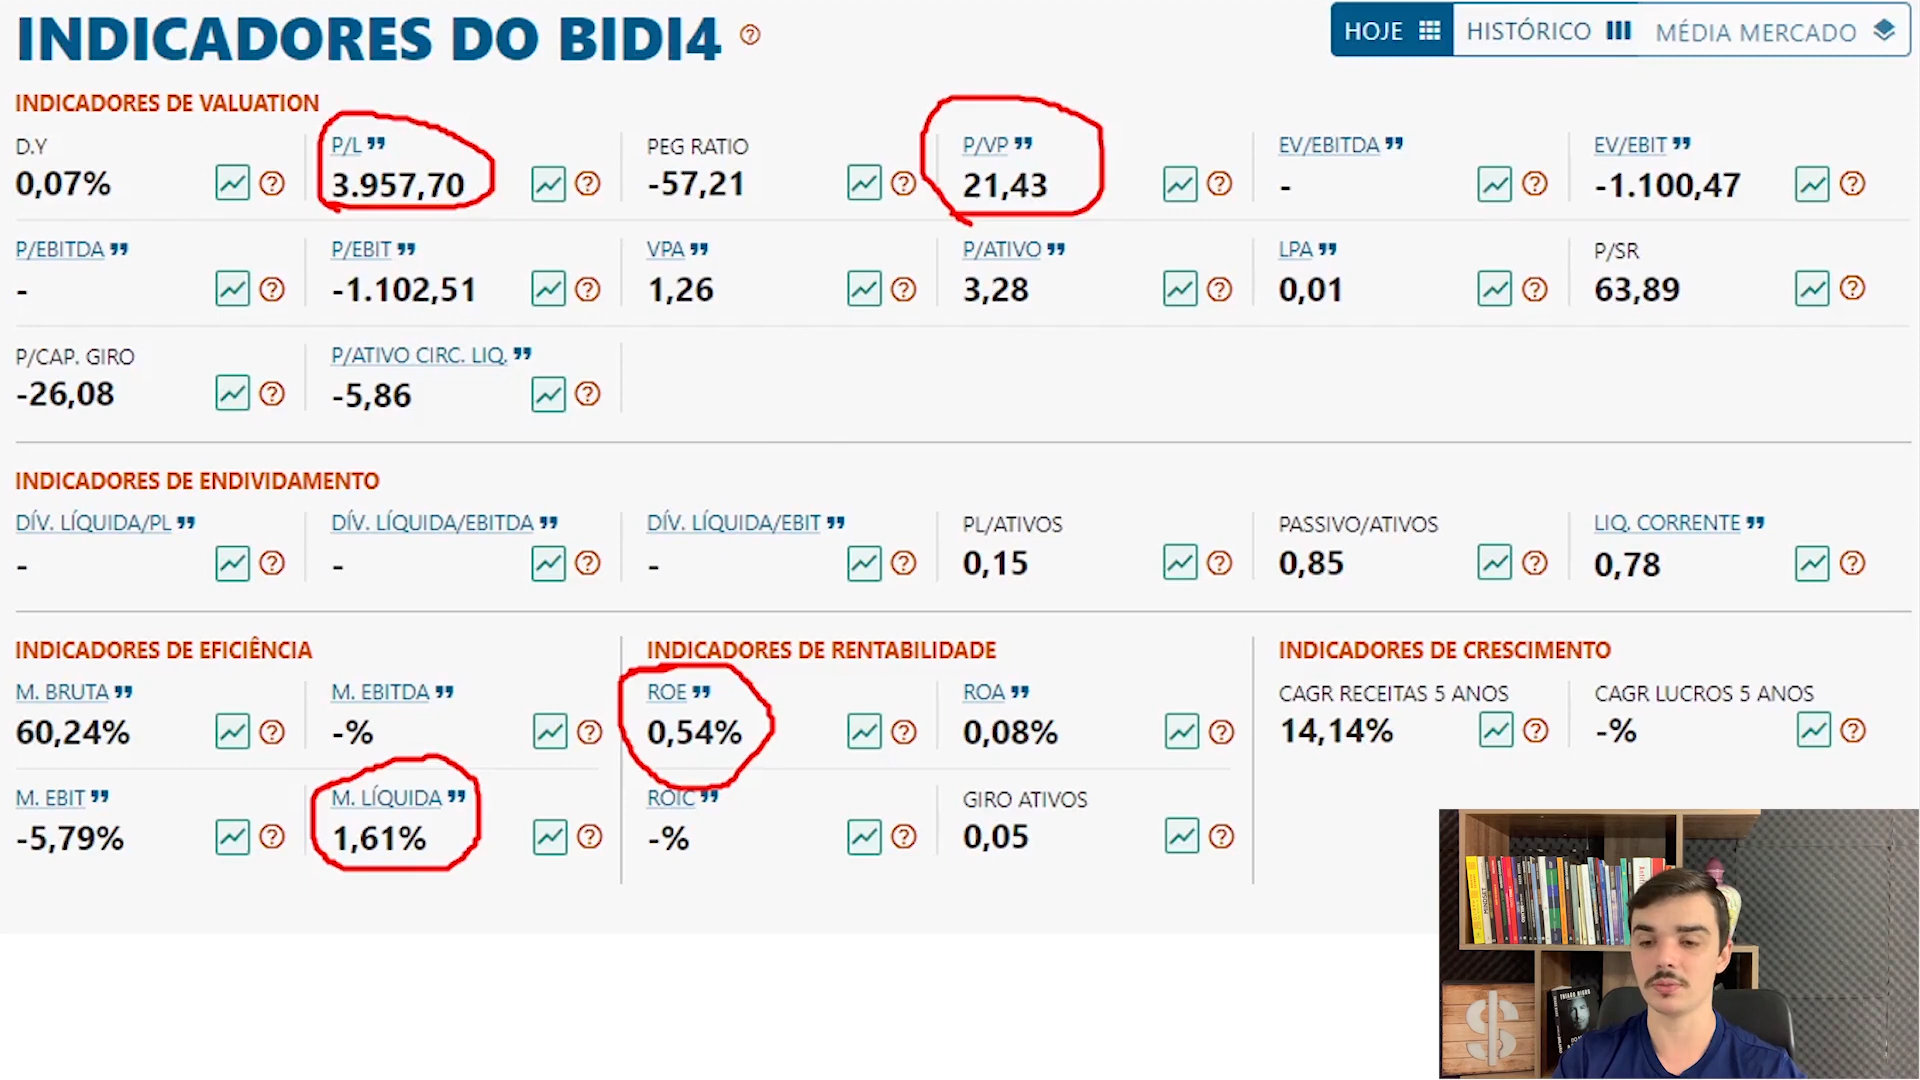 INDICADORES DO BIDI4
HOJE HISTÓRICO MÉDIA MERCADO
INDICADORES DE VALUATION
D.Y P/L PEG RATIO P/VP EV/EBITDA EV/EBIT
0,07% 3.957,70 -57,21 21,43 - -1.100,47
P/EBITDA P/EBIT VPA P/ATIVO LPA P/SR
- -1.102,51 1,26 3,28 0,01 63,89
P/CAP. GIRO P/ATIVO CIRC. LIQ.
-26,08 -5,86
INDICADORES DE ENDIVIDAMENTO
DÍV. LÍQUIDA/PL DÍV. LÍQUIDA/EBITDA DÍV. LÍQUIDA/EBIT PL/ATIVOS PASSIVO/ATIVOS LIQ. CORRENTE
- - - 0,15 0,85 0,78
INDICADORES DE EFICIÊNCIA INDICADORES DE RENTABILIDADE INDICADORES DE CRESCIMENTO
M. BRUTA M. EBITDA ROE ROA CAGR RECEITAS 5 ANOS CAGR LUCROS 5 ANOS
60,24% -% 0,54% 0,08% 14,14% -%
M. EBIT M. LÍQUIDA ROIC GIRO ATIVOS
-5,79% 1,61% -% 0,05
MINDSET
THIAGO NIGRO
$